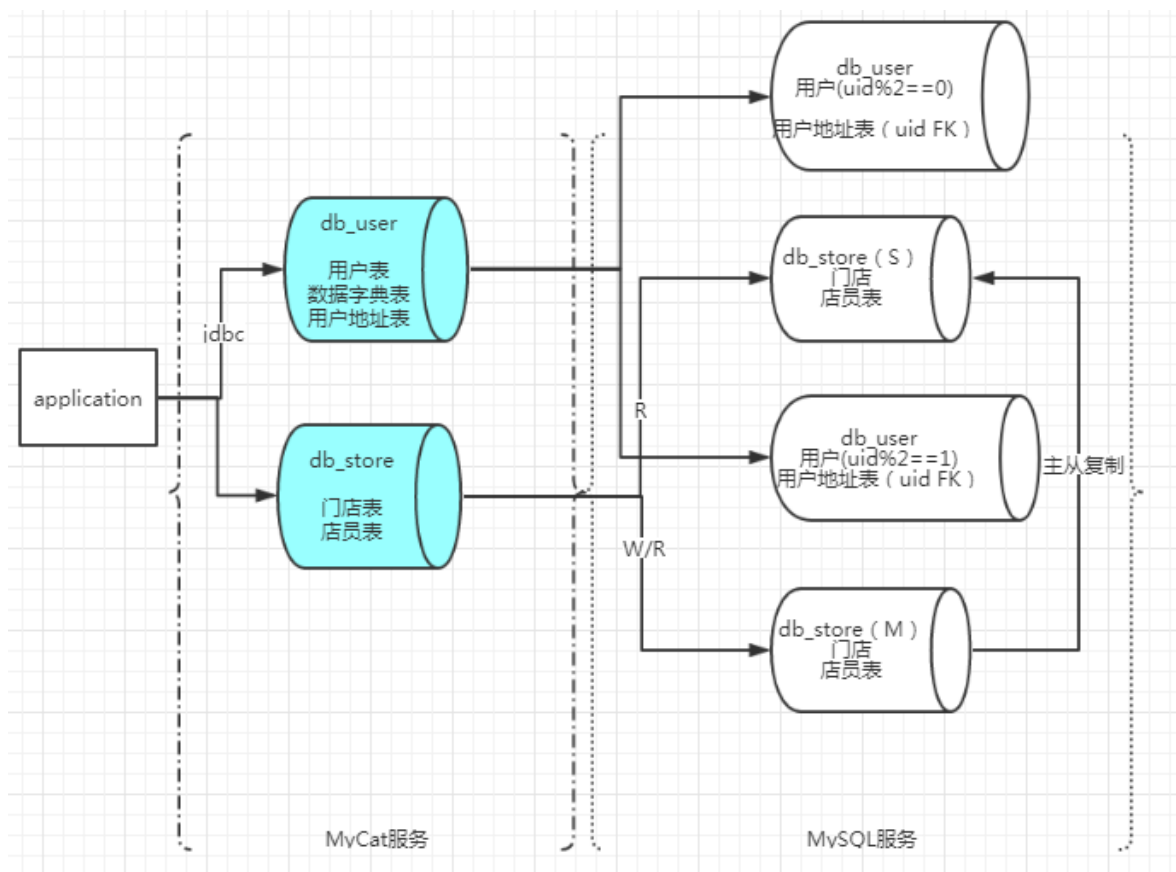 application
jdbc
db_user
用户表
数据字典表
用户地址表
db_store
门店表
店员表
MyCat服务
R
W/R
db_user
用户(uid%2==0)
用户地址表（uid FK）
db_store（S）
门店
店员表
db_user
用户(uid%2==1)
用户地址表（uid FK）
主从复制
db_store（M）
门店
店员表
MySQL服务